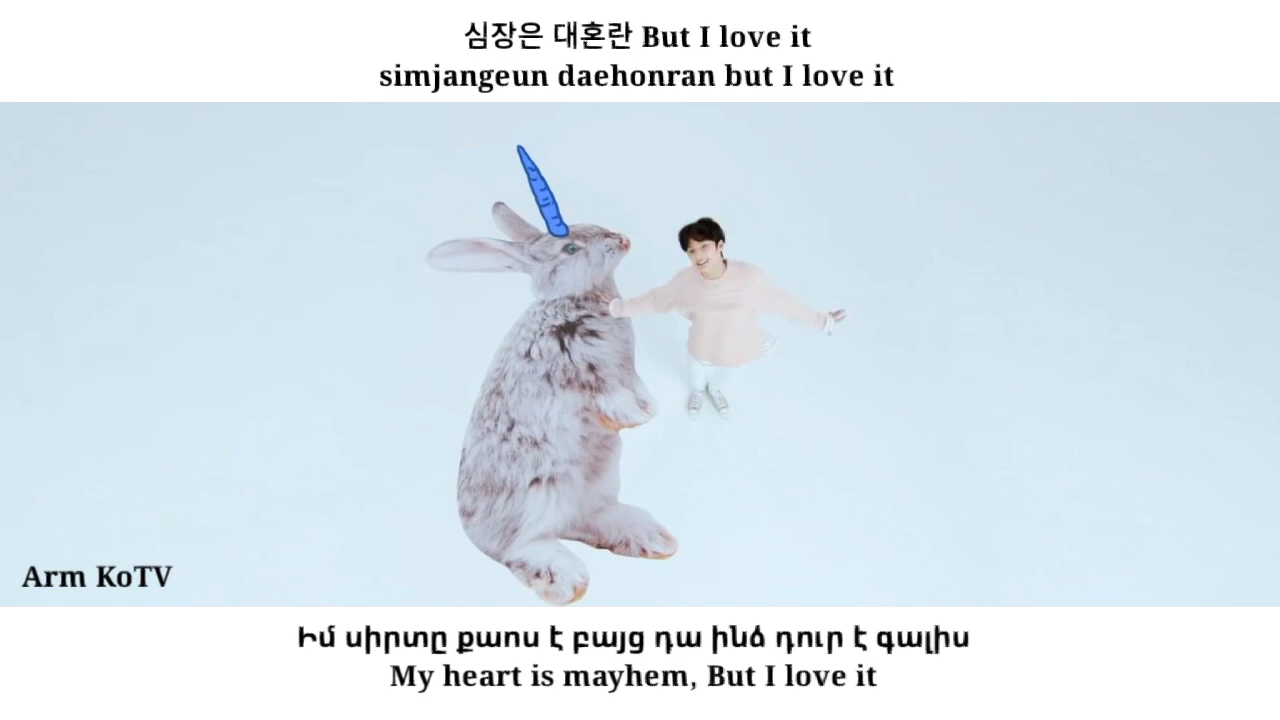 심장은 대혼란 But I love it
simjangeun daehonran but I love it
Arm KoTV
Իմ սիրտը քաոս է բայց դա ինձ դուր է գալիս
My heart is mayhem, But I love it